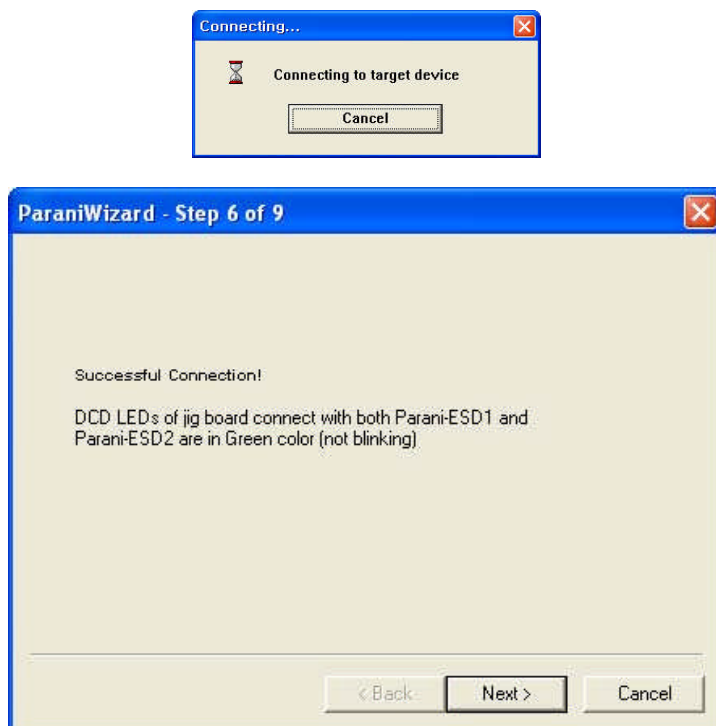 Connecting...
Connecting to target device
Cancel
ParaniWizard - Step 6 of 9
Successful Connection!
DCD LEDs of jig board connect with both Parani-ESD1 and
Parani-ESD2 are in Green color (not blinking)
< Back
Next >
Cancel